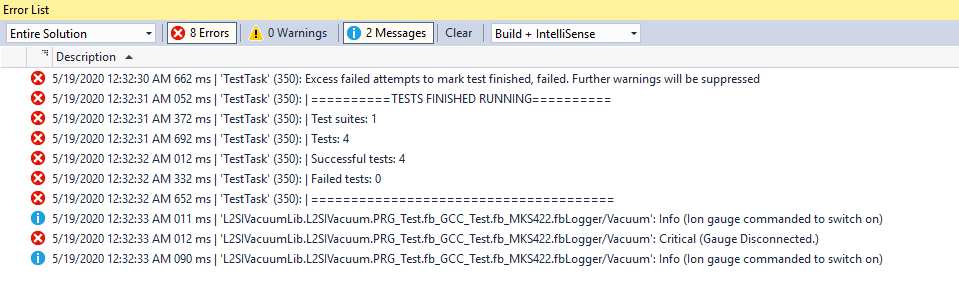 Error List
Entire Solution 8 Errors 0 Warnings 2 Messages Clear Build + IntelliSense
Description
5/19/2020 12:32:30 AM 662 ms | 'TestTask' (350): Excess failed attempts to mark test finished, failed. Further warnings will be suppressed
5/19/2020 12:32:31 AM 052 ms | 'TestTask' (350): | ==========TESTS FINISHED RUNNING==========
5/19/2020 12:32:31 AM 372 ms | 'TestTask' (350): | Test suites: 1
5/19/2020 12:32:31 AM 692 ms | 'TestTask' (350): | Tests: 4
5/19/2020 12:32:32 AM 012 ms | 'TestTask' (350): | Successful tests: 4
5/19/2020 12:32:32 AM 332 ms | 'TestTask' (350): | Failed tests: 0
5/19/2020 12:32:32 AM 652 ms | 'TestTask' (350): | ======================================
5/19/2020 12:32:33 AM 011 ms | 'L2SIVacuumLib.L2SIVacuum.PRG_Test.fb_GCC_Test.fb_MKS422.fbLogger/Vacuum': Info (Ion gauge commanded to switch on)
5/19/2020 12:32:33 AM 012 ms | 'L2SIVacuumLib.L2SIVacuum.PRG_Test.fb_GCC_Test.fb_MKS422.fbLogger/Vacuum': Critical (Gauge Disconnected.)
5/19/2020 12:32:33 AM 090 ms | 'L2SIVacuumLib.L2SIVacuum.PRG_Test.fb_GCC_Test.fb_MKS422.fbLogger/Vacuum': Info (Ion gauge commanded to switch on)